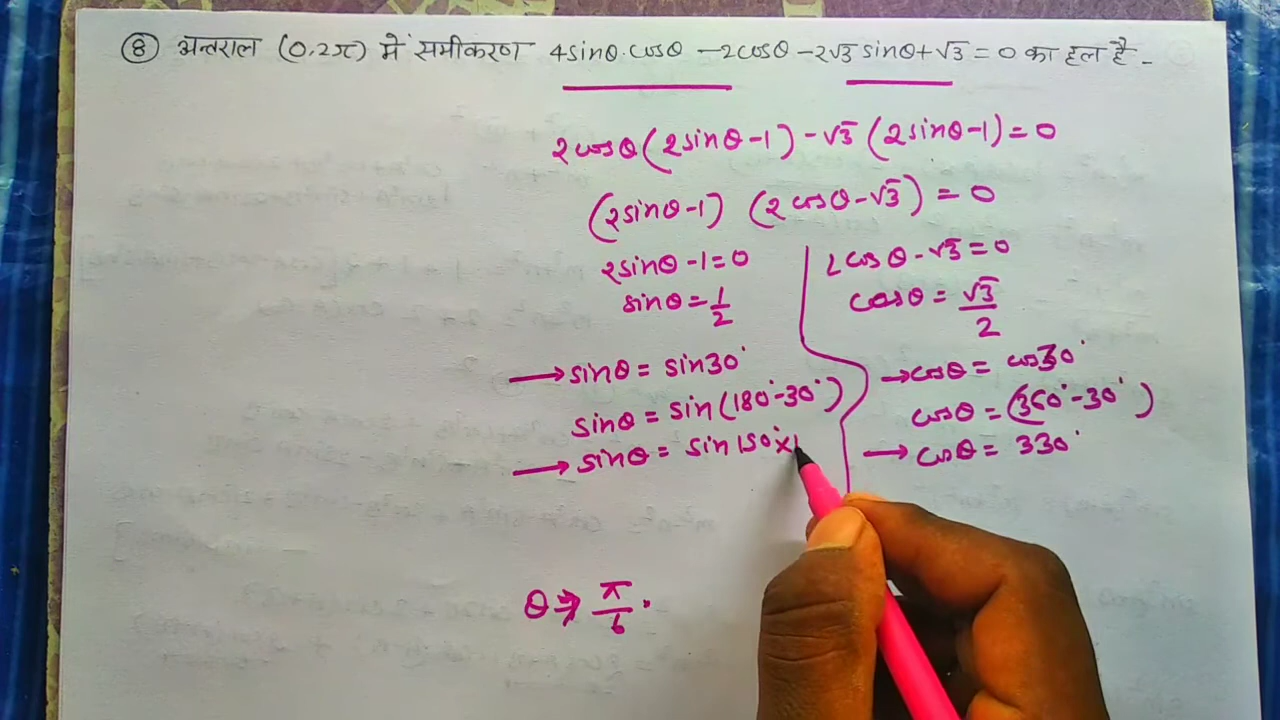 ⑧ अन्तराल (0,2π) में समीकरण 4sinθ·cosθ -2cosθ-2√3 sinθ+√3=0 का हल है -
2cosθ(2sinθ-1)-√3(2sinθ-1)=0
(2sinθ-1) (2cosθ-√3)=0
2sinθ-1=0
sinθ=1/2
→sinθ=sin30°
sinθ=sin(180°-30°)
→sinθ=sin150°×
2cosθ-√3=0
cosθ=√3/2
→cosθ=cos30°
cosθ=(360°-30°)
→cosθ=330°
θ⇒π/6,